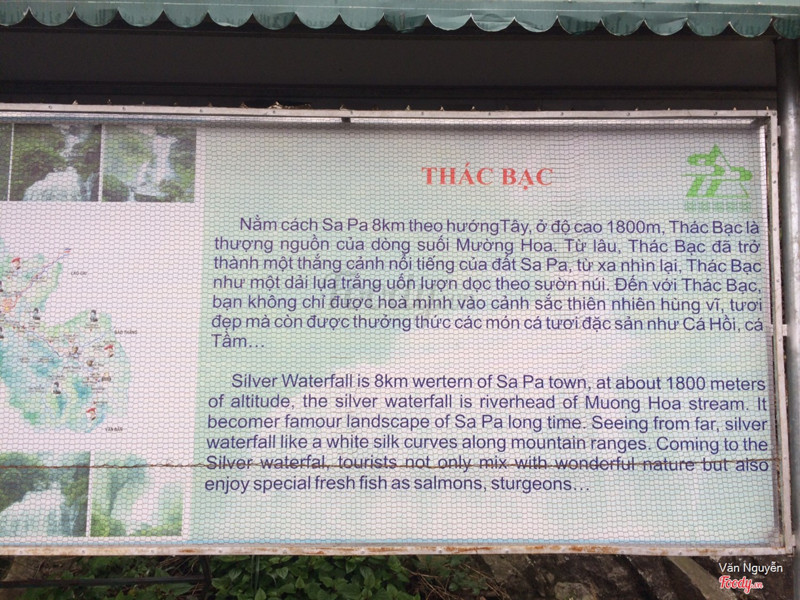 THÁC BẠC
Nằm cách Sa Pa 8km theo hướngTây, ở độ cao 1800m, Thác Bạc là
thượng nguồn của dòng suối Mường Hoa. Từ lâu, Thác Bạc đã trở
thành một thắng cảnh nổi tiếng của đất Sa Pa, từ xa nhìn lại, Thác Bạc
như một dải lụa trắng uốn lượn dọc theo sườn núi. Đến với Thác Bạc,
bạn không chỉ được hoà mình vào cảnh sắc thiên nhiên hùng vĩ, tươi
đẹp mà còn được thưởng thức các món cá tươi đặc sản như Cá Hồi, cá
Tầm...
Silver Waterfall is 8km wertern of Sa Pa town, at about 1800 meters
of altitude, the silver waterfall is riverhead of Muong Hoa stream. It
becomer famour landscape of Sa Pa long time. Seeing from far, silver
waterfall like a white silk curves along mountain ranges. Coming to the
Silver waterfal, tourists not only mix with wonderful nature but also
enjoy special fresh fish as salmons, sturgeons...
Văn Nguyễn
Foody.vn